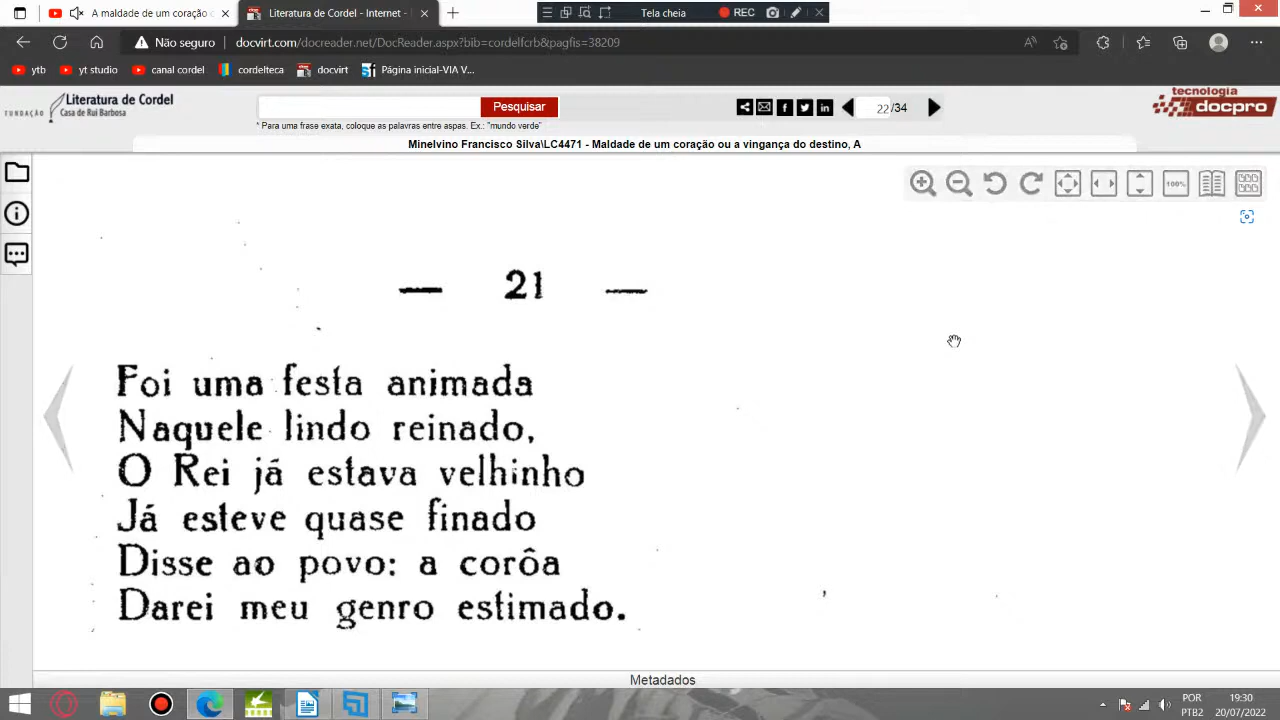 A maldade de um coração o
Literatura de Cordel - Internet -
Tela cheia
REC
Não seguro
docvirt.com/docreader.net/DocReader.aspx?bib=cordelfcrb&pagfis=38209
ytb
yt studio
canal cordel
cordelteca
docvirt
Página inicial-VIA V...
FUNDAÇÃO
Literatura de Cordel
Casa de Rui Barbosa
Pesquisar
22/34
tecnologia
docpro
* Para uma frase exata, coloque as palavras entre aspas. Ex.: "mundo verde"
Minelvino Francisco Silva\LC4471 - Maldade de um coração ou a vingança do destino, A
100%
— 21 —
Foi uma festa animada
Naquele lindo reinado,
O Rei já estava velhinho
Já esteve quase finado
Disse ao povo: a corôa
Darei meu genro estimado.
Metadados
POR
PTB2
19:30
20/07/2022